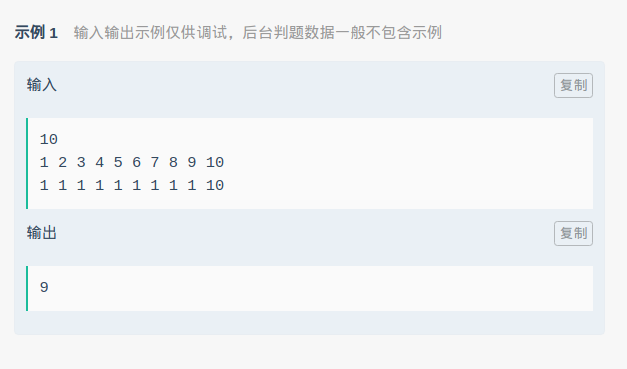 示例 1 输入输出示例仅供调试，后台判题数据一般不包含示例
输入
复制
10
1 2 3 4 5 6 7 8 9 10
1 1 1 1 1 1 1 1 1 10
输出
复制
9